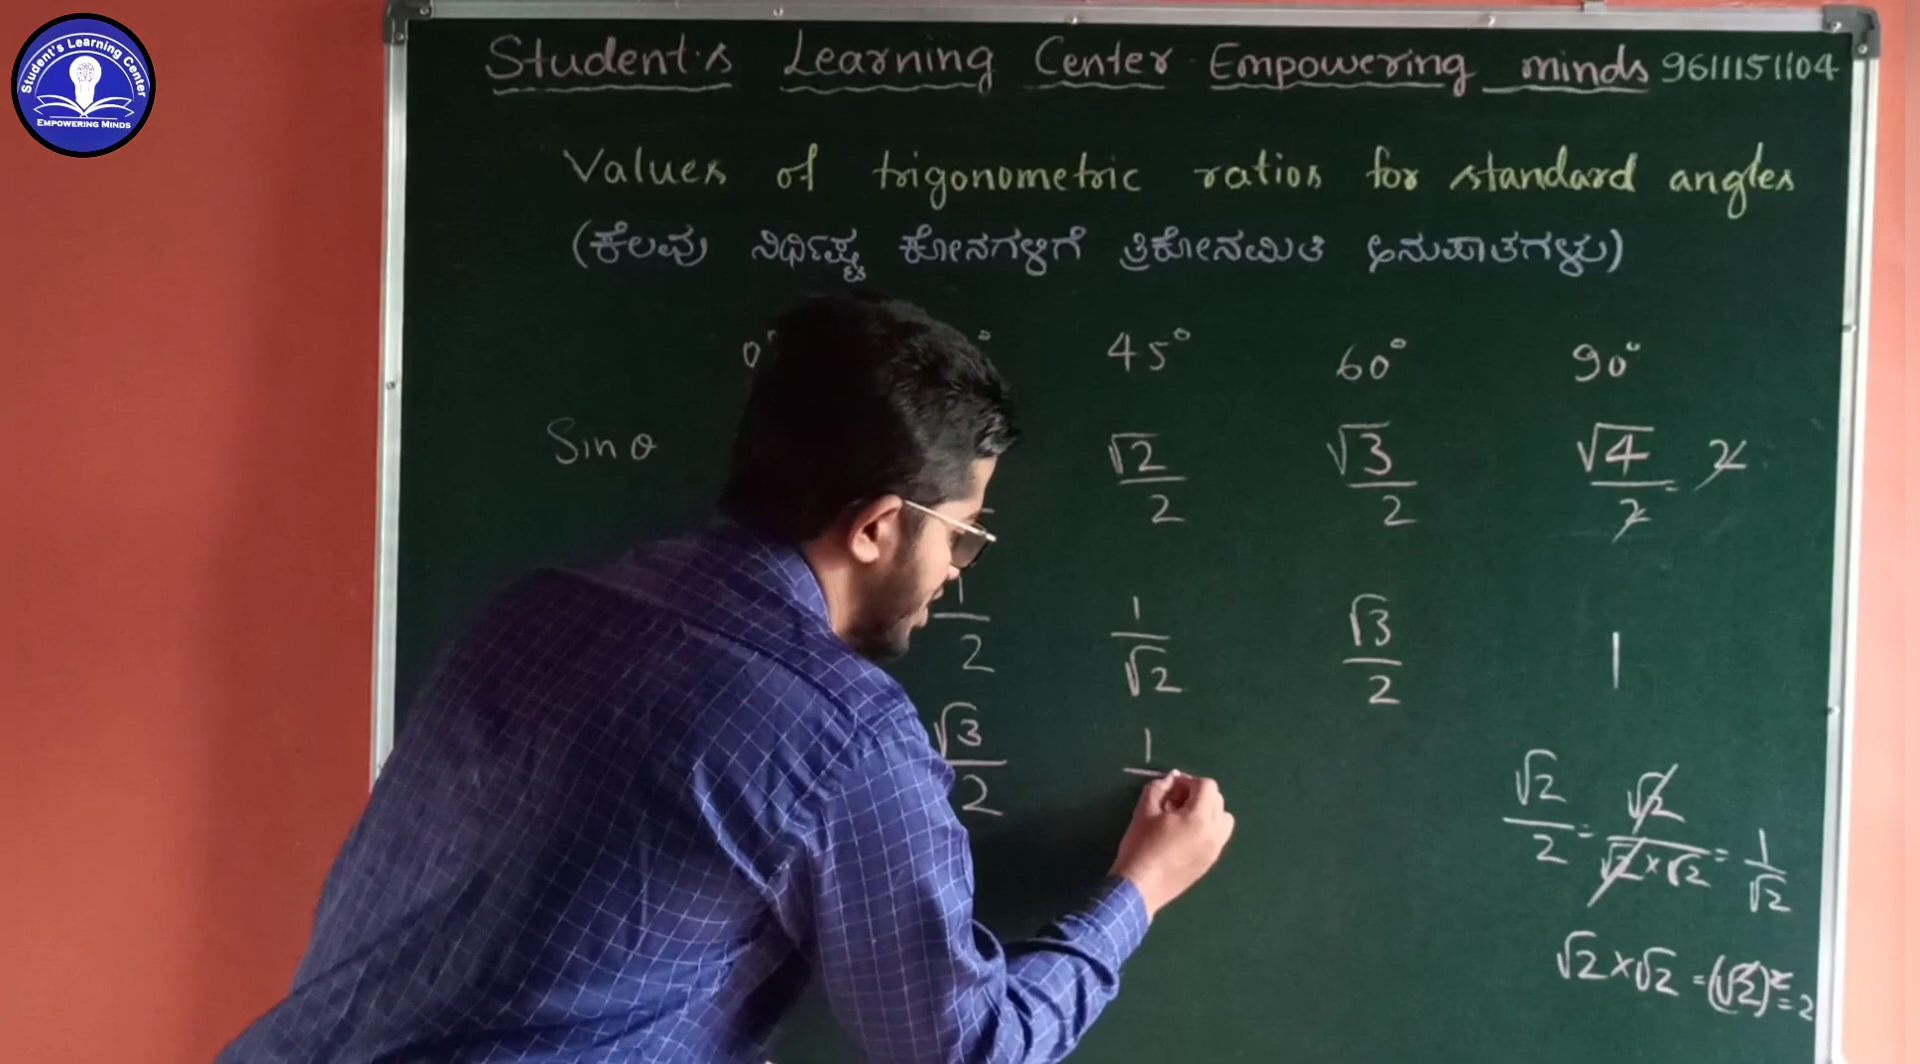 Student's Learning Center
EMPOWERING MINDS
Student's Learning Center Empowering minds 9611151104
Values of trigonometric ratios for standard angles
(ಕೆಲವು ನಿರ್ಧಿಷ್ಟ ಕೋನಗಳಿಗೆ ತ್ರಿಕೋನಮಿತಿ ಅನುಪಾತಗಳು)
0° 45° 60° 90°
Sin θ √2/2 √3/2 √4/2 = 2
1/2 1/√2 √3/2 1
√3/2 1
√2/2 = √2/√2×√2 = 1/√2
√2×√2 = (√2)² = 2